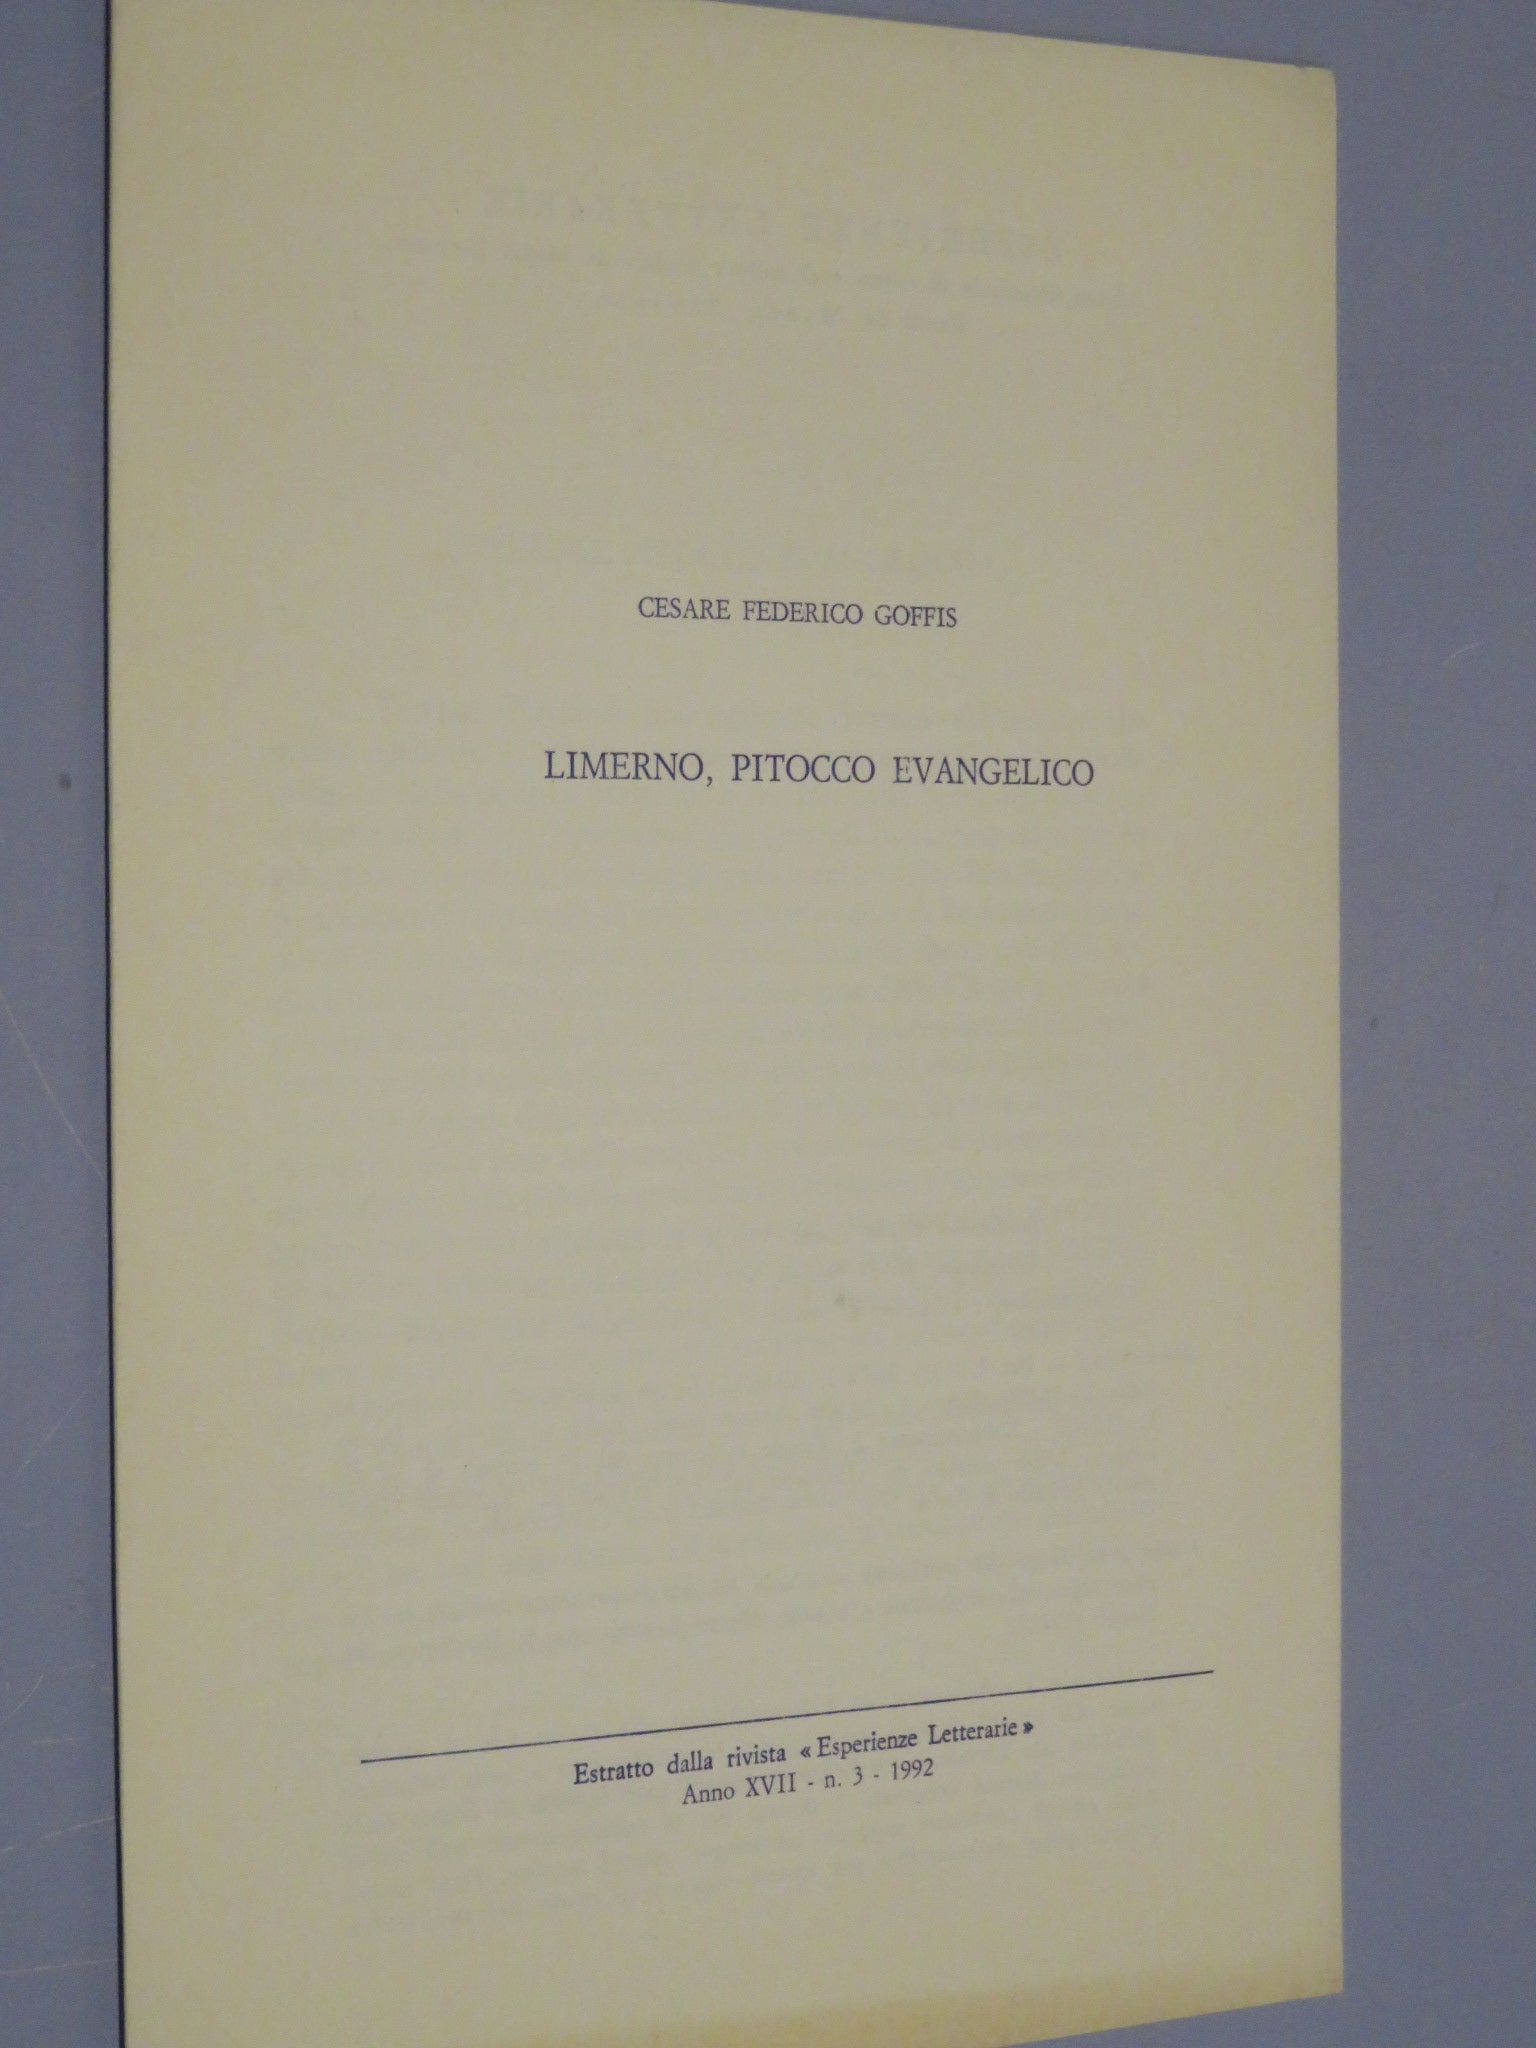 CESARE FEDERICO GOFFIS
LIMERNO, PITOCCO EVANGELICO
Estratto dalla rivista «Esperienze Letterarie»
Anno XVII - n. 3 - 1992